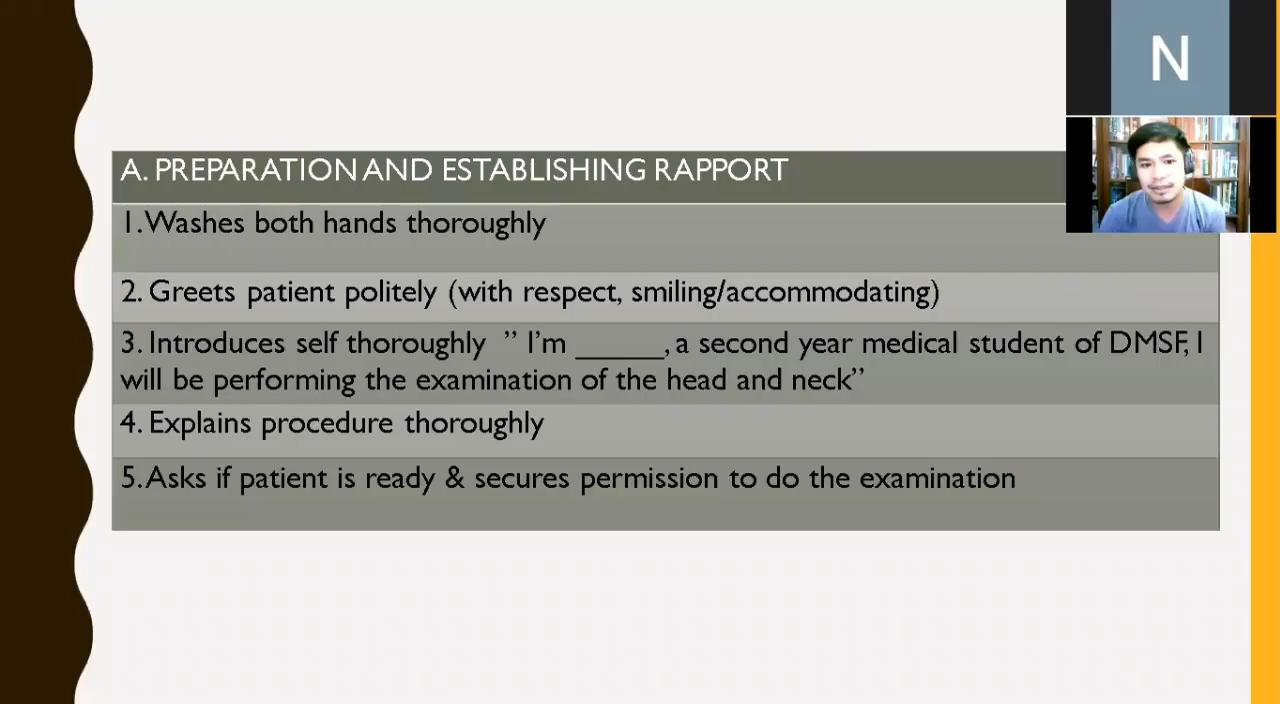 N
A. PREPARATION AND ESTABLISHING RAPPORT
1. Washes both hands thoroughly
2. Greets patient politely (with respect, smiling/accommodating)
3. Introduces self thoroughly ” I’m ______, a second year medical student of DMSF, I
will be performing the examination of the head and neck”
4. Explains procedure thoroughly
5. Asks if patient is ready & secures permission to do the examination